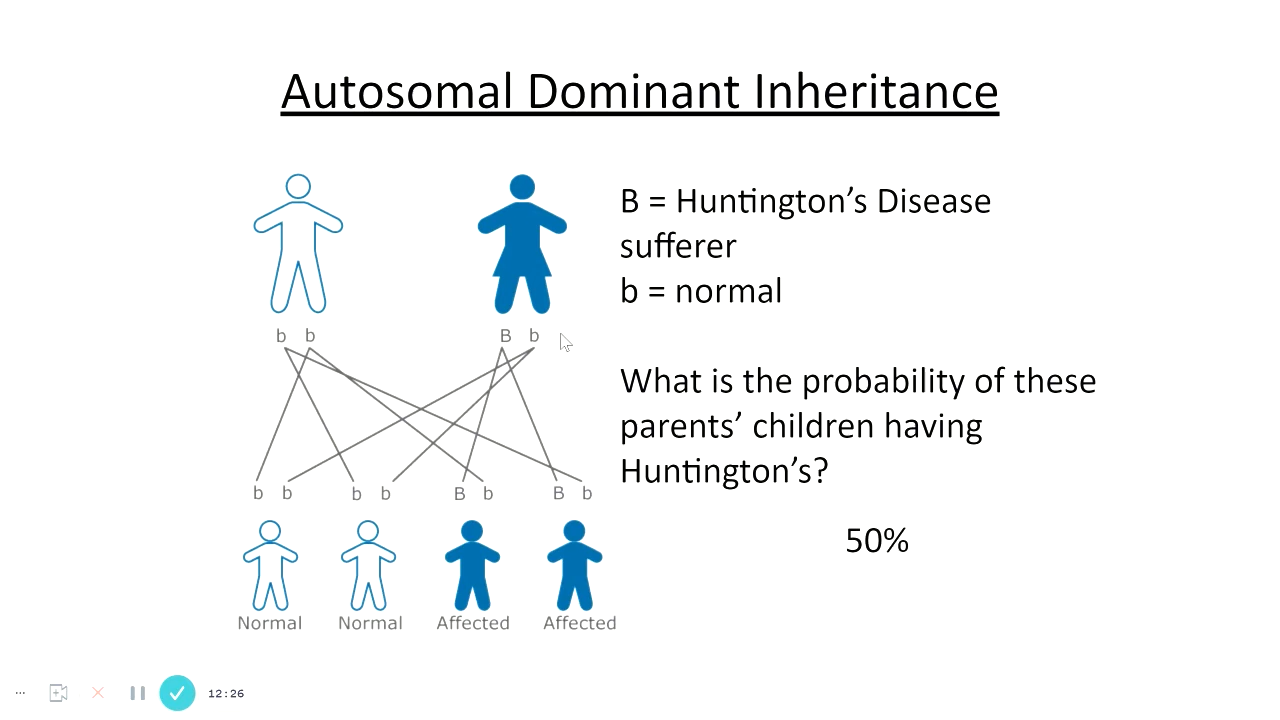 Autosomal Dominant Inheritance
B = Huntington’s Disease
sufferer
b = normal
What is the probability of these
parents’ children having
Huntington’s?
50%
b b B b
b b b b B b B b
Normal Normal Affected Affected
12:26